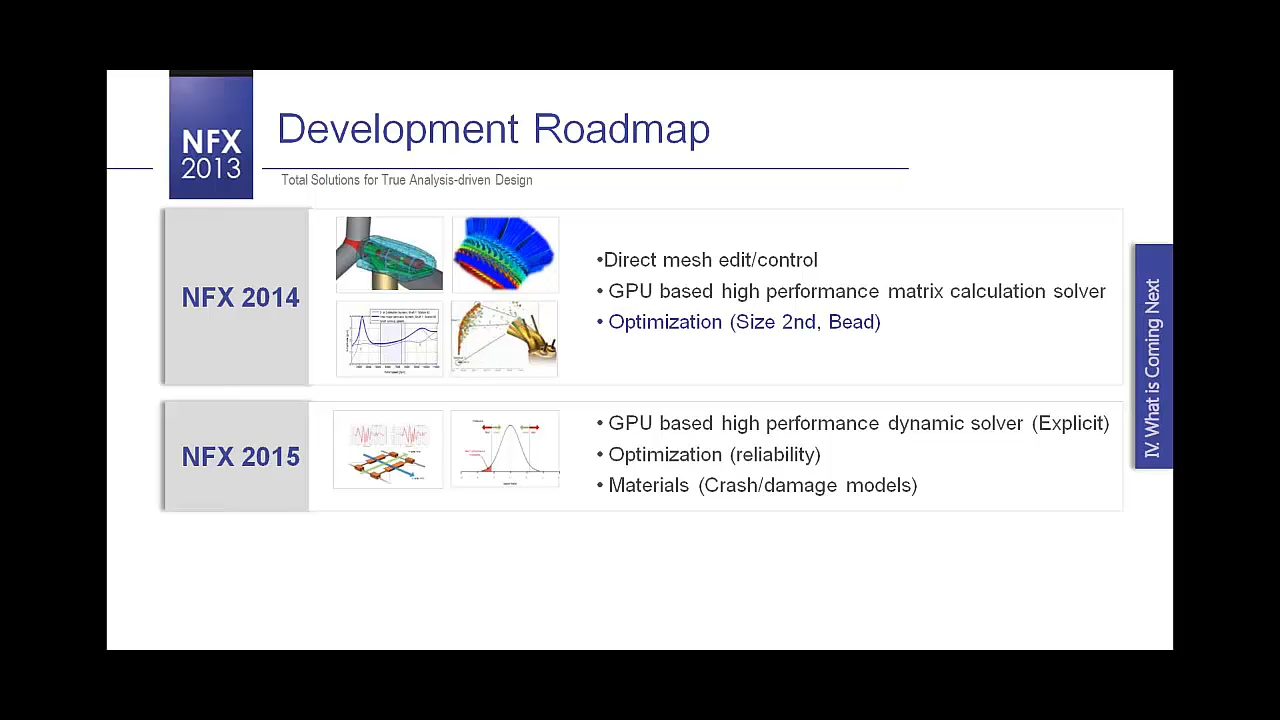 NFX
2013
Development Roadmap
Total Solutions for True Analysis-driven Design
NFX 2014
•Direct mesh edit/control
• GPU based high performance matrix calculation solver
• Optimization (Size 2nd, Bead)
NFX 2015
• GPU based high performance dynamic solver (Explicit)
• Optimization (reliability)
• Materials (Crash/damage models)
IV. What is Coming Next